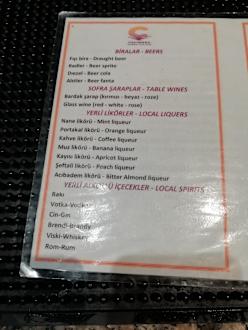 BİRALAR - BEERS
Fıçı bira - Draught beer
Radler - Beer sprite
Diezel - Beer cola
Abiler - Beer fanta
SOFRA ŞARAPLAR - TABLE WINES
Bardak şarap (kırmızı - beyaz - roze)
Glass wine (red - white - rose)
YERLİ LİKÖRLER - LOCAL LIQUERS
Nane likörü - Mint liqueur
Portakal likörü - Orange liqueur
Kahve likörü - Coffee liqueur
Muz likörü - Banana liqueur
Kayısı likörü - Apricot liqueur
Şeftali likörü - Peach liqueur
Acıbadem likörü - Bitter Almond liqueur
YERLİ ALKOLLÜ İÇECEKLER - LOCAL SPIRITS
Rakı
Votka-Vodka
Cin-Gin
Brendi-Brandy
Viski-Whiskey
Rom-Rum